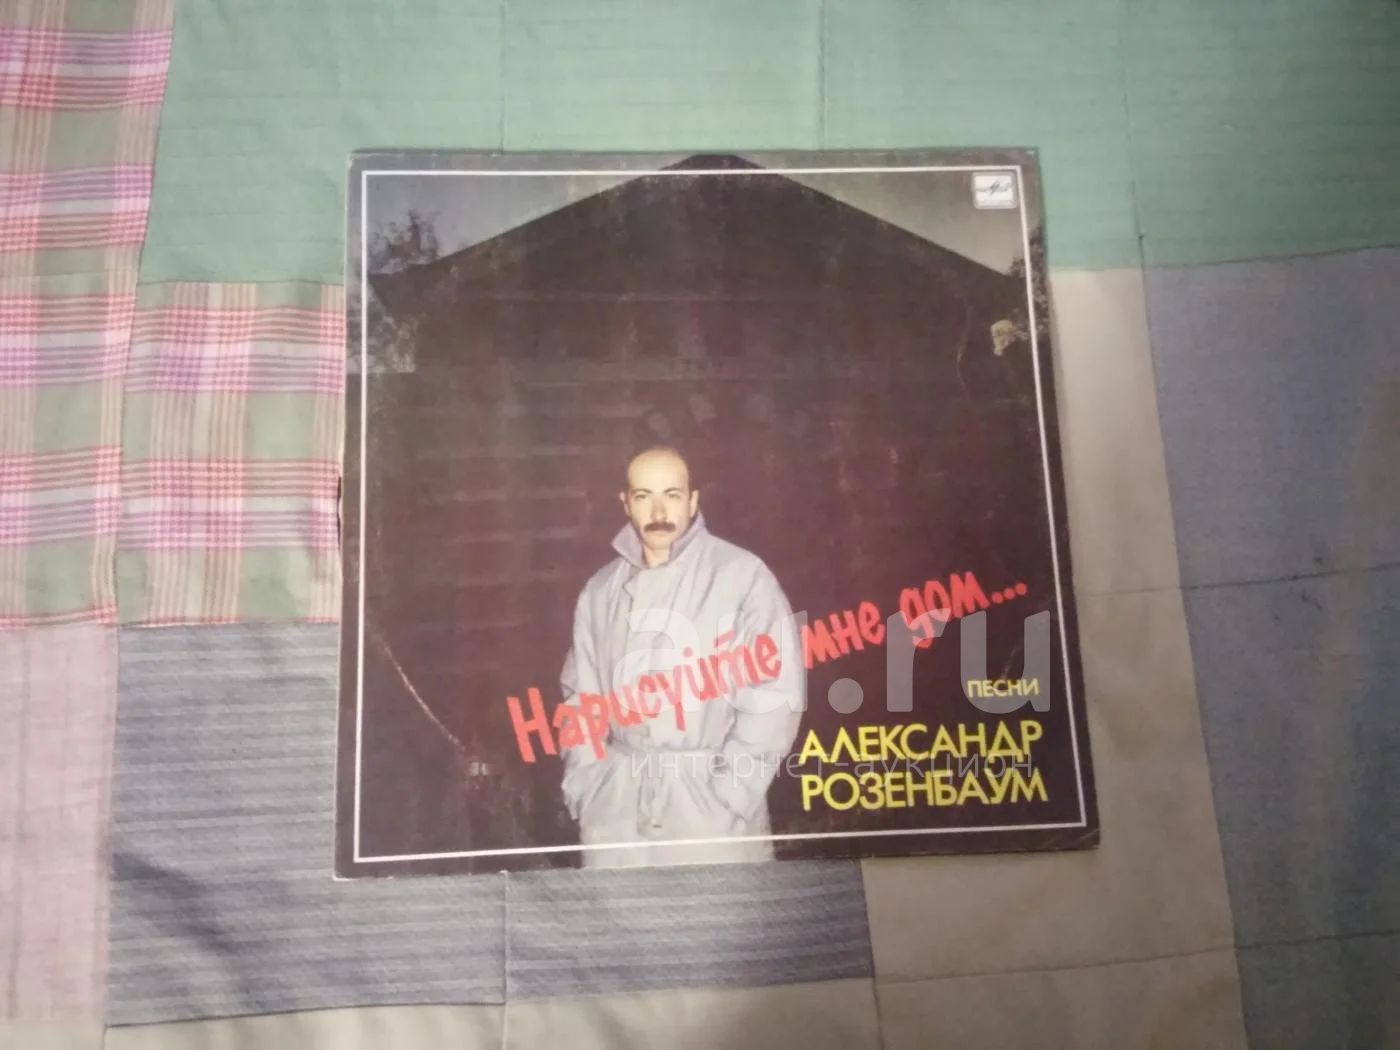 Нарисуйте мне дом...
ПЕСНИ
АЛЕКСАНДР
РОЗЕНБАУМ
au.ru
интернет-аукцион